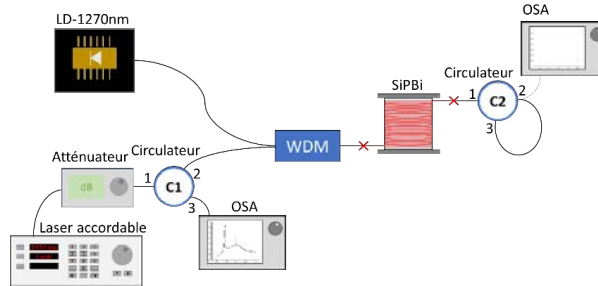 LD-1270nm
OSA
SiPBi
Circulateur
1
C2
2
3
WDM
Atténuateur
Circulateur
dB
1
C1
2
3
OSA
Laser accordable